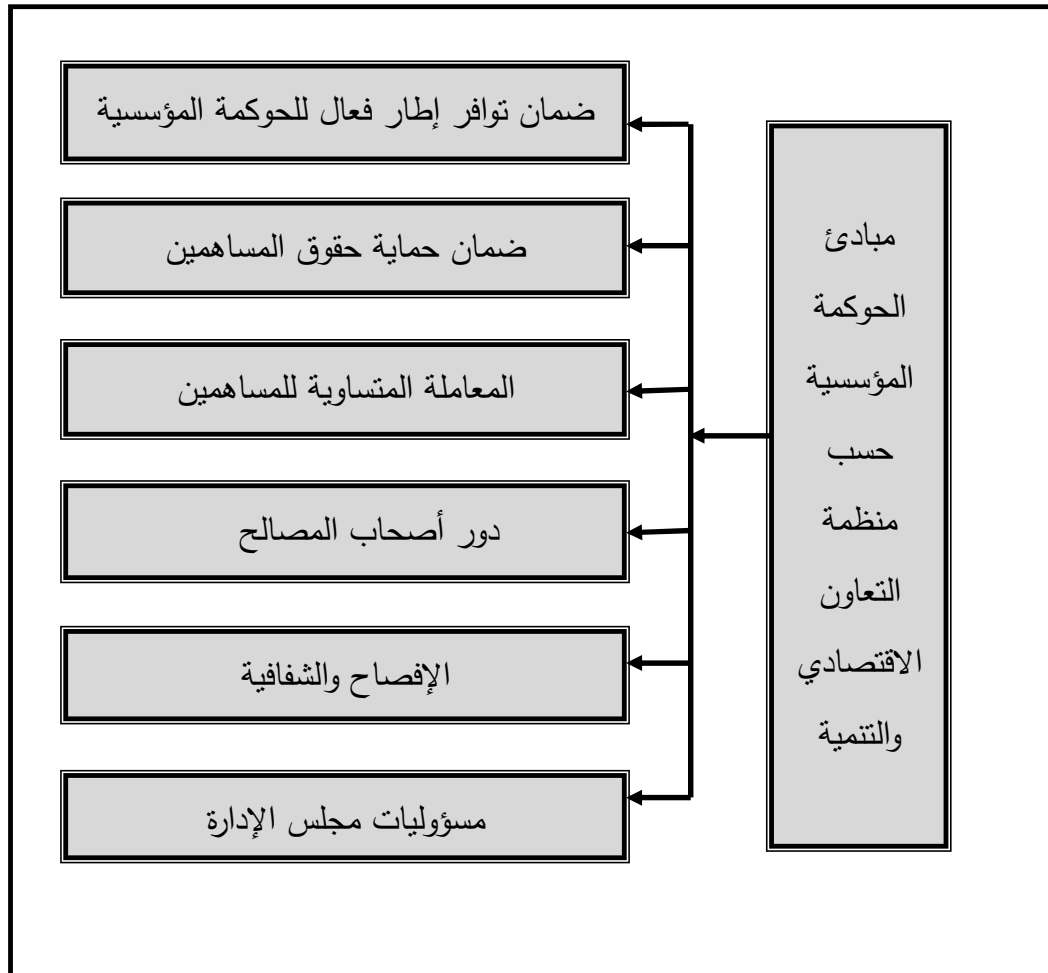 مبادئ
الحوكمة
المؤسسية
حسب
منظمة
التعاون
الاقتصادي
والتنمية
ضمان توافر إطار فعال للحوكمة المؤسسية
ضمان حماية حقوق المساهمين
المعاملة المتساوية للمساهمين
دور أصحاب المصالح
الإفصاح والشفافية
مسؤوليات مجلس الإدارة